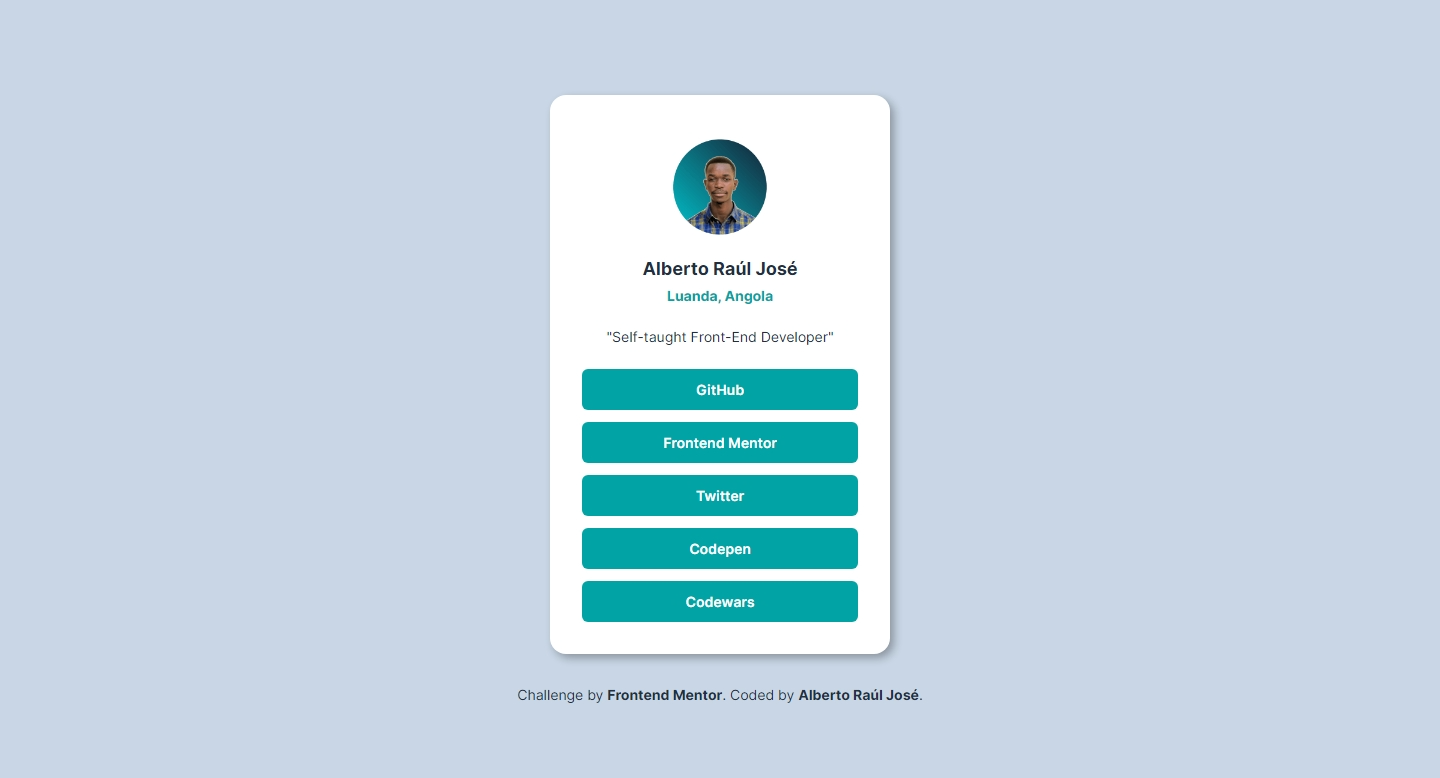 Alberto Raúl José
Luanda, Angola
"Self-taught Front-End Developer"
GitHub
Frontend Mentor
Twitter
Codepen
Codewars
Challenge by Frontend Mentor. Coded by Alberto Raúl José.